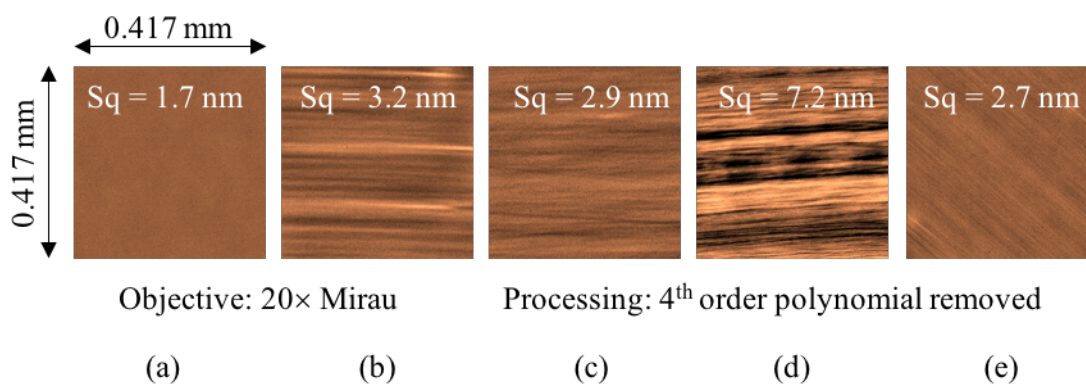 0.417 mm
0.417 mm
Sq = 1.7 nm
Sq = 3.2 nm
Sq = 2.9 nm
Sq = 7.2 nm
Sq = 2.7 nm
Objective: 20× Mirau
Processing: 4th order polynomial removed
(a)
(b)
(c)
(d)
(e)